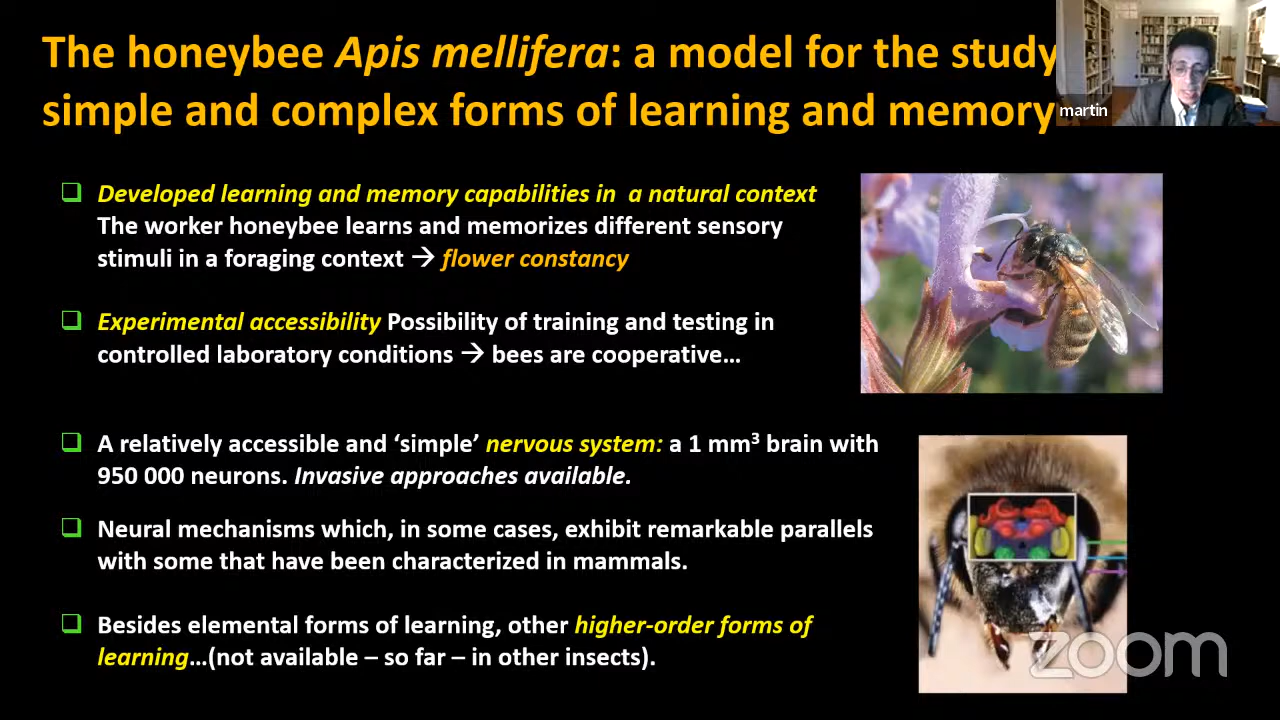 The honeybee Apis mellifera: a model for the study
simple and complex forms of learning and memory
martin
❑ Developed learning and memory capabilities in a natural context
The worker honeybee learns and memorizes different sensory
stimuli in a foraging context → flower constancy
❑ Experimental accessibility Possibility of training and testing in
controlled laboratory conditions → bees are cooperative…
❑ A relatively accessible and ‘simple’ nervous system: a 1 mm³ brain with
950 000 neurons. Invasive approaches available.
❑ Neural mechanisms which, in some cases, exhibit remarkable parallels
with some that have been characterized in mammals.
❑ Besides elemental forms of learning, other higher-order forms of
learning…(not available – so far – in other insects).
zoom